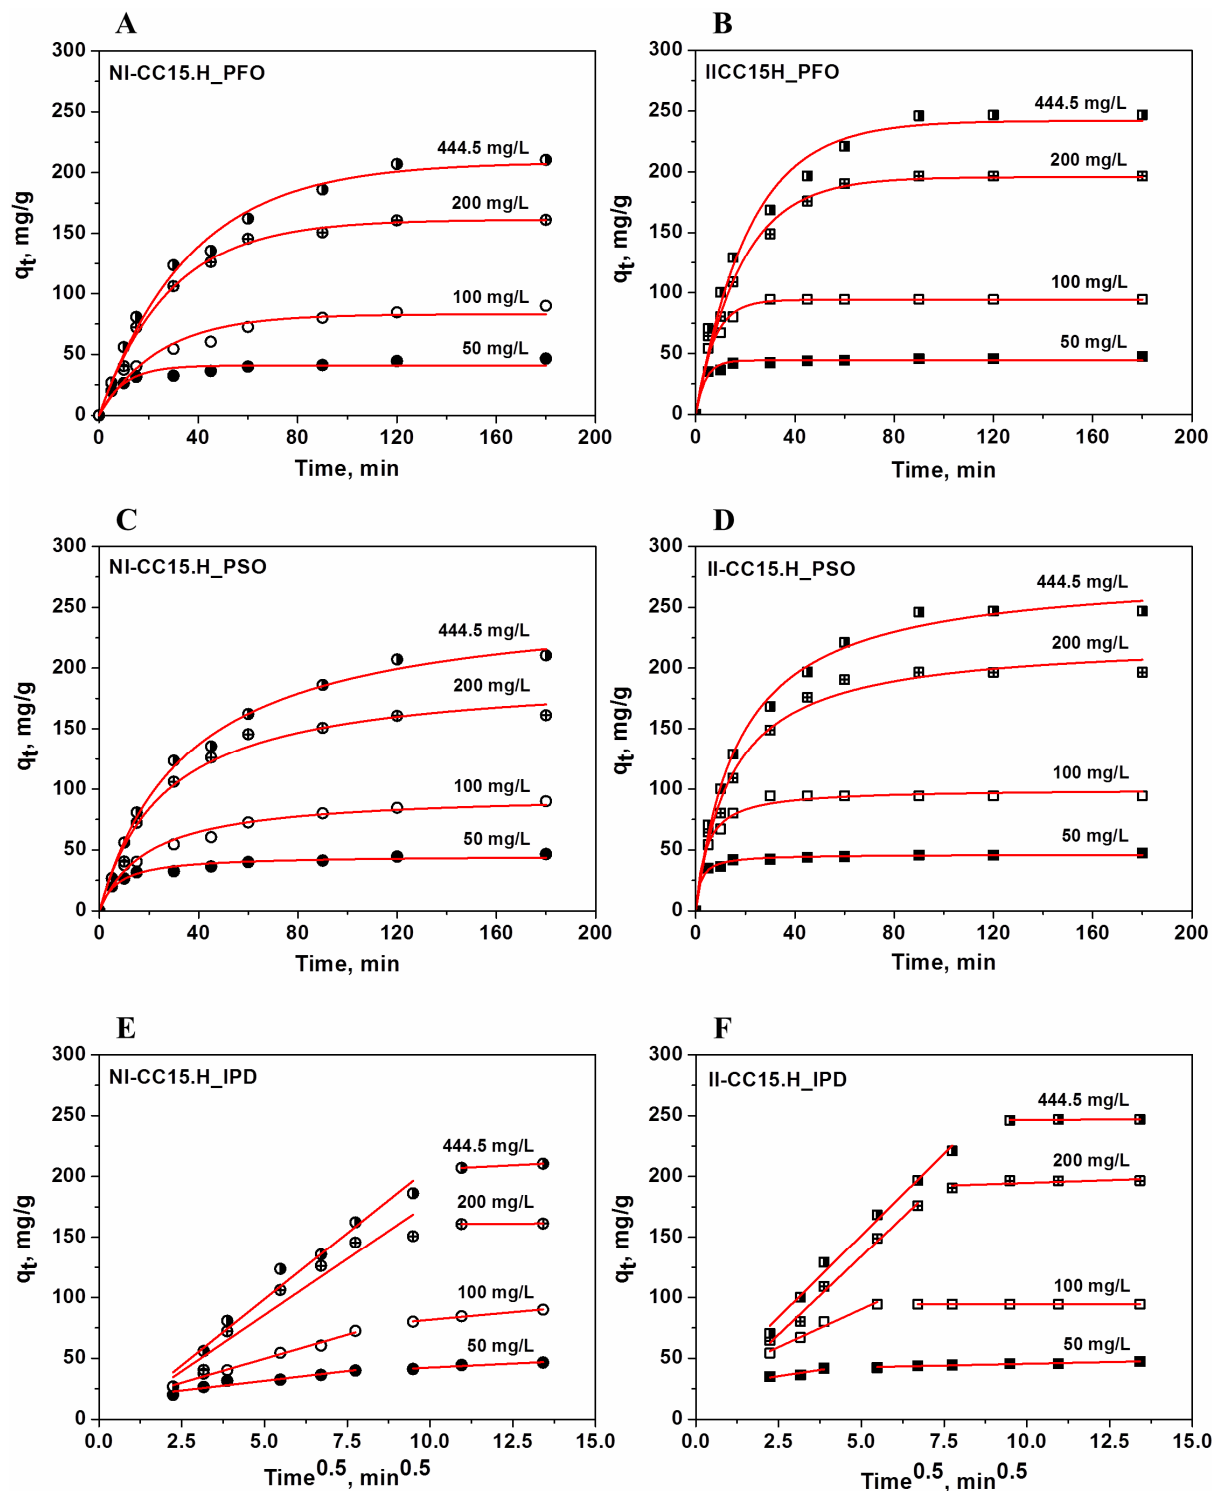 A
NI-CC15.H_PFO
444.5 mg/L
200 mg/L
100 mg/L
50 mg/L
300
250
200
150
100
50
0
0 40 80 120 160 200
qt, mg/g
Time, min
B
IICC15H_PFO
444.5 mg/L
200 mg/L
100 mg/L
50 mg/L
300
250
200
150
100
50
0
0 40 80 120 160 200
qt, mg/g
Time, min
C
NI-CC15.H_PSO
444.5 mg/L
200 mg/L
100 mg/L
50 mg/L
300
250
200
150
100
50
0
0 40 80 120 160 200
qt, mg/g
Time, min
D
II-CC15.H_PSO
444.5 mg/L
200 mg/L
100 mg/L
50 mg/L
300
250
200
150
100
50
0
0 40 80 120 160 200
qt, mg/g
Time, min
E
NI-CC15.H_IPD
444.5 mg/L
200 mg/L
100 mg/L
50 mg/L
300
250
200
150
100
50
0
0.0 2.5 5.0 7.5 10.0 12.5 15.0
qt, mg/g
Time0.5, min0.5
F
II-CC15.H_IPD
444.5 mg/L
200 mg/L
100 mg/L
50 mg/L
300
250
200
150
100
50
0
0.0 2.5 5.0 7.5 10.0 12.5 15.0
qt, mg/g
Time0.5, min0.5